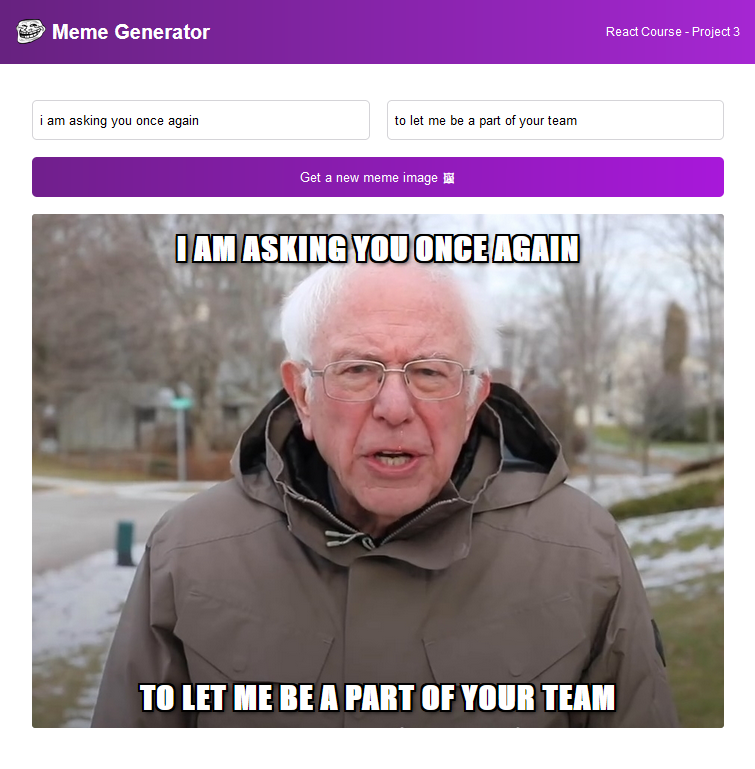 Meme Generator
React Course - Project 3
i am asking you once again
to let me be a part of your team
Get a new meme image 🖼
I AM ASKING YOU ONCE AGAIN
TO LET ME BE A PART OF YOUR TEAM